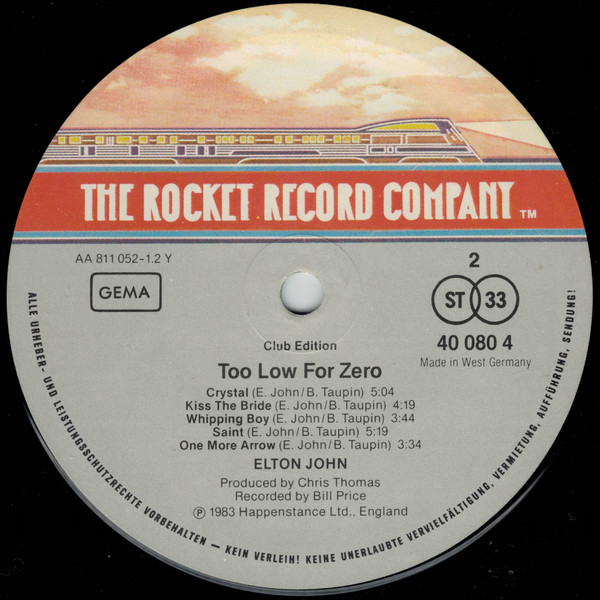 THE ROCKET RECORD COMPANY TM
AA 811 052-1.2 Y
GEMA
2
ST 33
40 080 4
Made in West Germany
Club Edition
Too Low For Zero
Crystal (E. John/B. Taupin) 5:04
Kiss The Bride (E. John/B. Taupin) 4:19
Whipping Boy (E. John/B. Taupin) 3:44
Saint (E. John/B. Taupin) 5:19
One More Arrow (E. John/B. Taupin) 3:34
ELTON JOHN
Produced by Chris Thomas
Recorded by Bill Price
℗ 1983 Happenstance Ltd., England
ALLE URHEBER- UND LEISTUNGSSCHUTZRECHTE VORBEHALTEN — KEIN VERLEIH! KEINE UNERLAUBTE VERVIELFÄLTIGUNG, VERMIETUNG, AUFFÜHRUNG, SENDUNG!